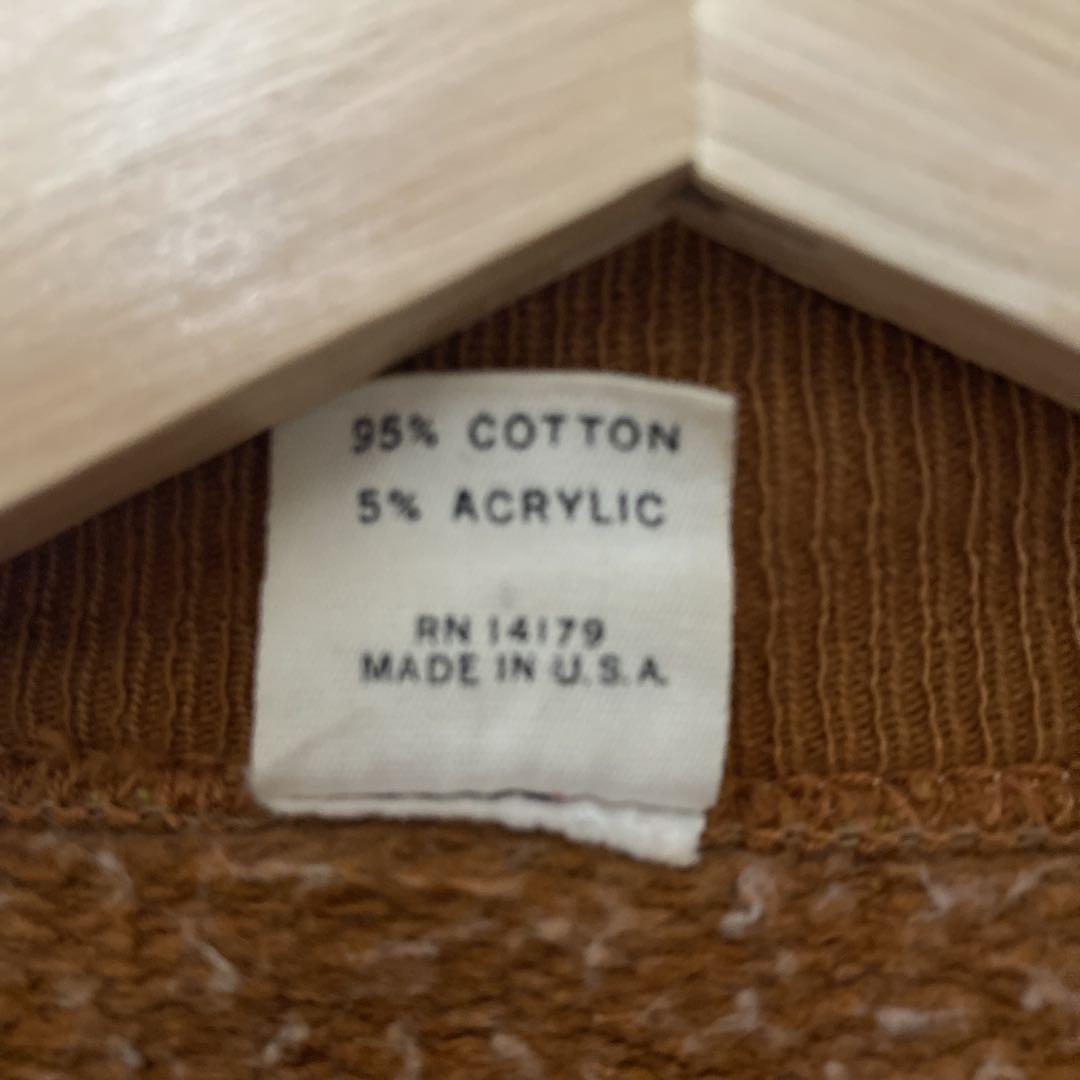 95% COTTON
5% ACRYLIC
RN 14179
MADE IN U.S.A.